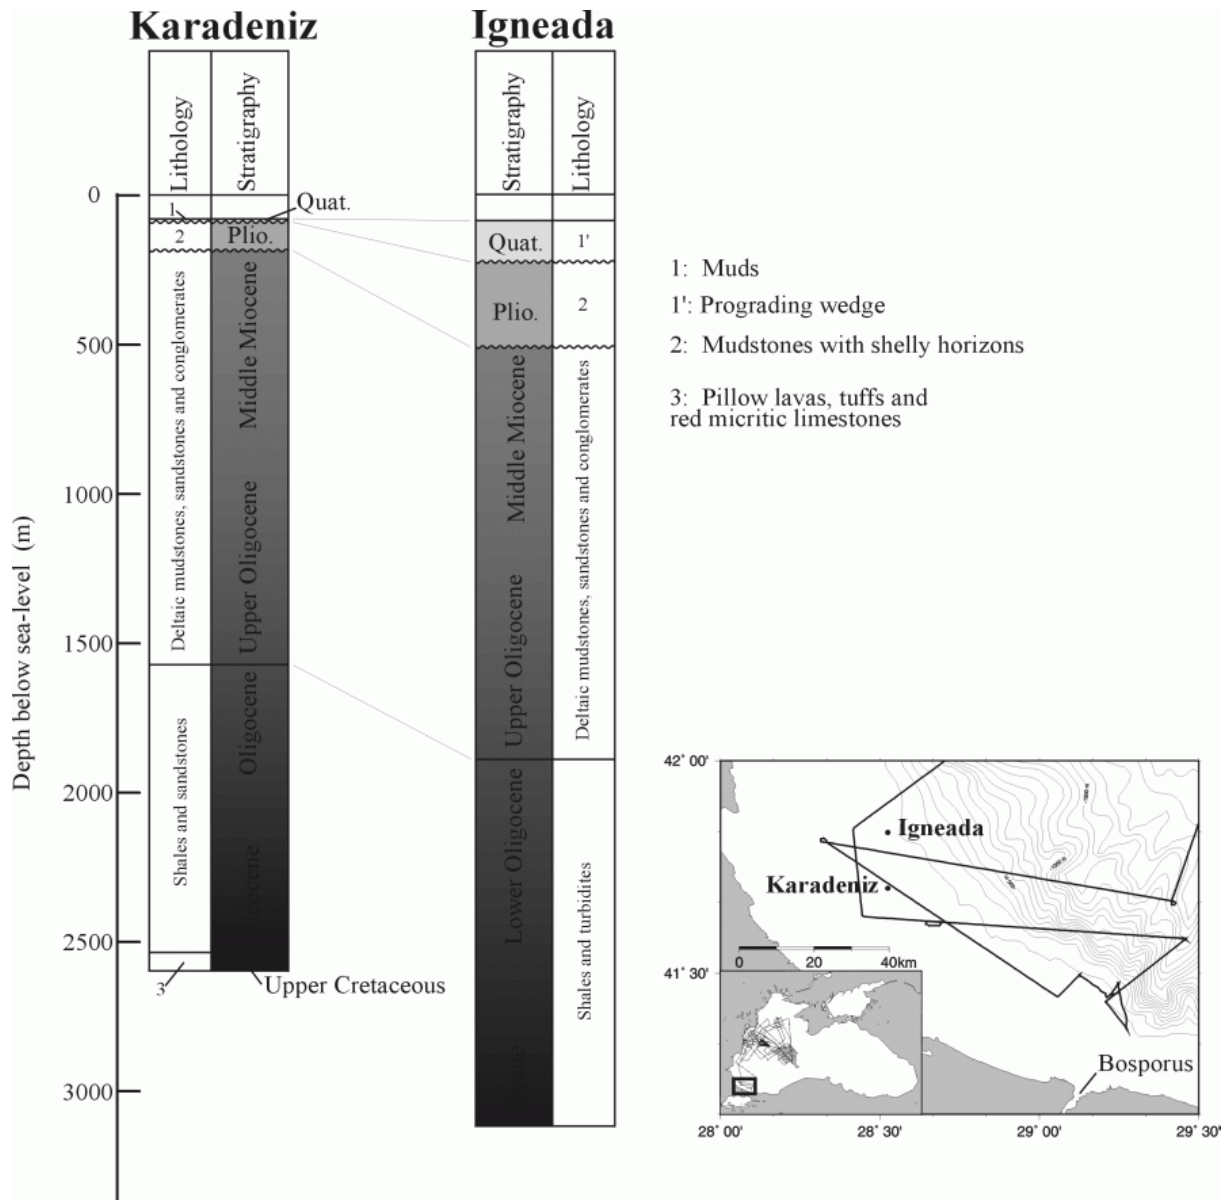 Karadeniz
Igneada
Lithology
Stratigraphy
Stratigraphy
Lithology
0
500
1000
1500
2000
2500
3000
Depth below sea-level (m)
1
Quat.
2
Plio.
Deltaic mudstones, sandstones and conglomerates
Middle Miocene
Upper Oligocene
Shales and sandstones
Oligocene
3
Upper Cretaceous
Quat.
1'
Plio.
2
Middle Miocene
Upper Oligocene
Deltaic mudstones, sandstones and conglomerates
Lower Oligocene
Shales and turbidites
1: Muds
1': Prograding wedge
2: Mudstones with shelly horizons
3: Pillow lavas, tuffs and
red micritic limestones
42° 00'
41° 30'
Igneada
Karadeniz
0 20 40km
Bosporus
28° 00' 28° 30' 29° 00' 29° 30'